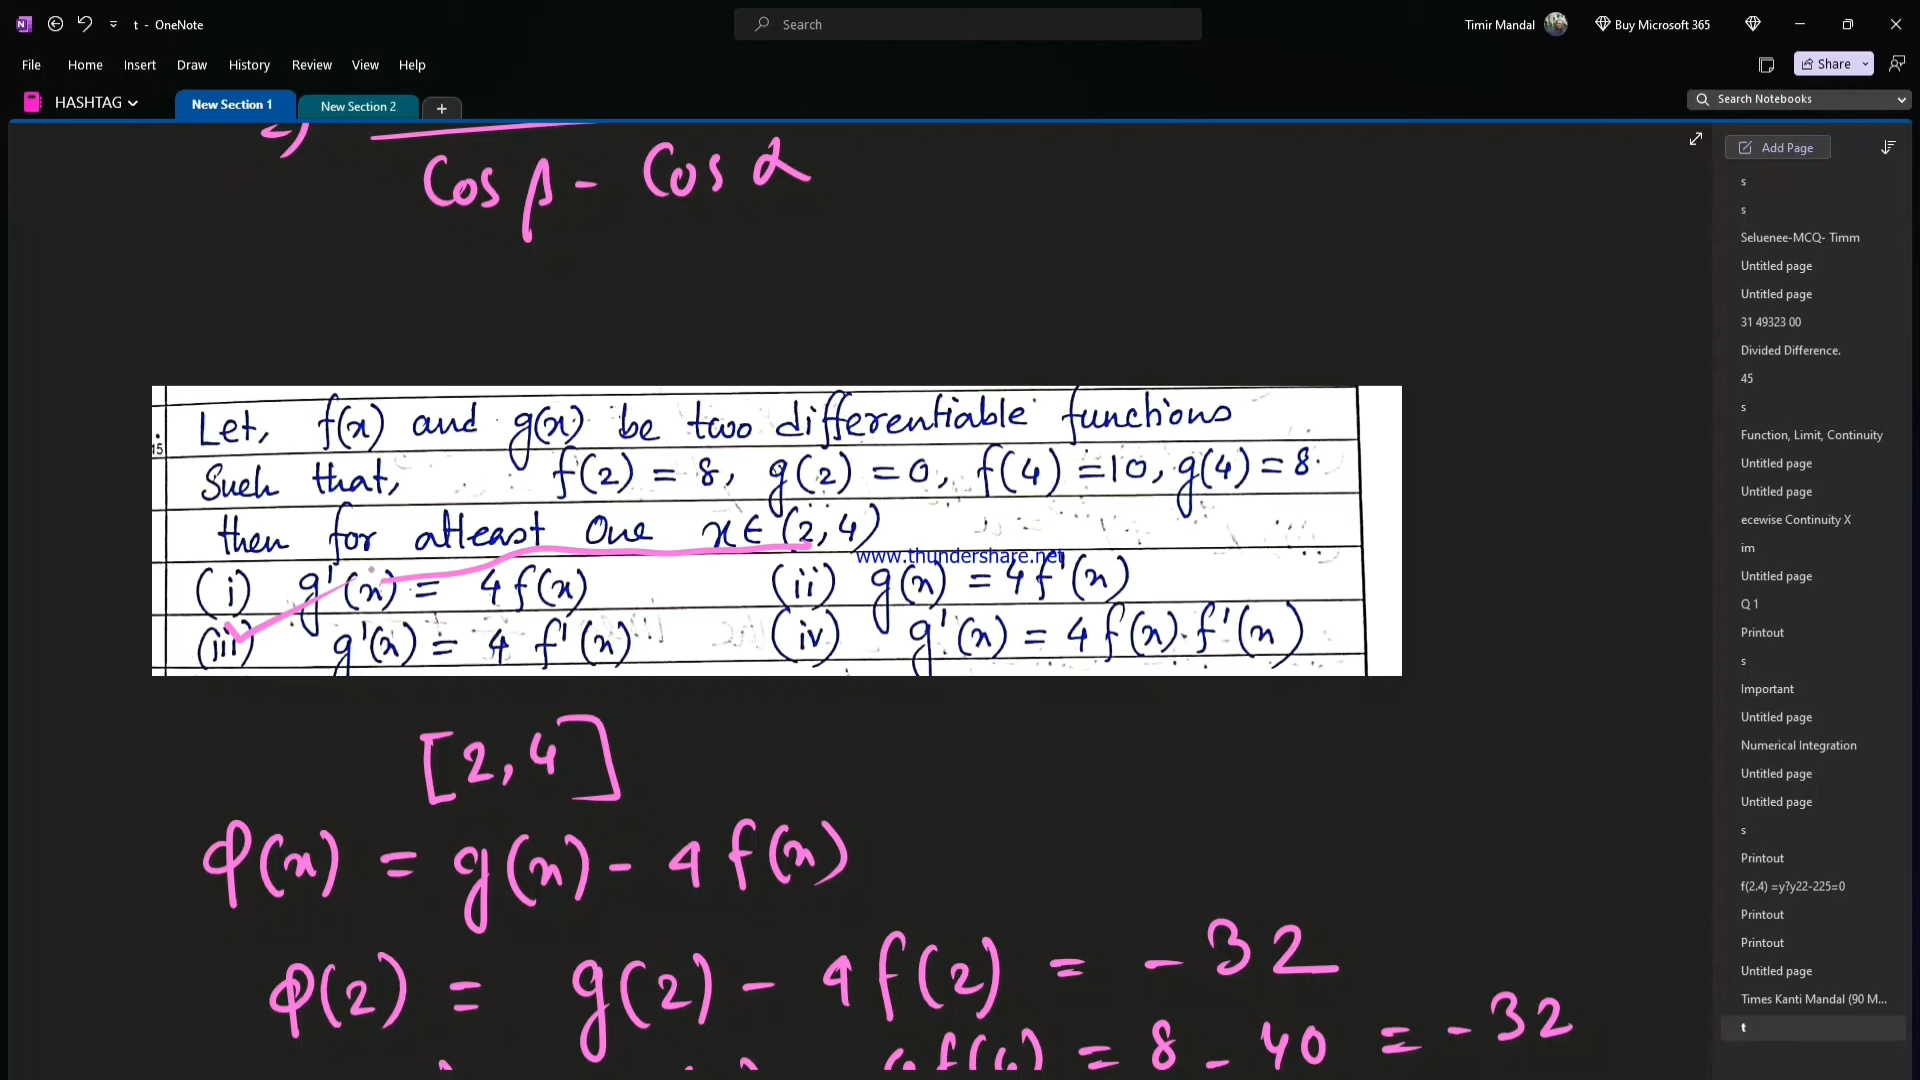 t - OneNote
Search
Timir Mandal
Buy Microsoft 365
File Home Insert Draw History Review View Help
Share
HASHTAG
New Section 1
New Section 2
+
Search Notebooks
Cos β - Cos α
Let, f(x) and g(x) be two differentiable functions
15
Such that, f(2) = 8, g(2) = 0, f(4) = 10, g(4) = 8.
then for atleast One x ∈ (2, 4)
www.thundershare.net
(i) g'(x) = 4 f(x) (ii) g(x) = 4 f'(x)
(iii) g'(x) = 4 f'(x) (iv) g'(x) = 4 f(x). f'(x)
[2, 4]
φ(x) = g(x) - 4 f(x)
φ(2) = g(2) - 4 f(2) = - 32
= 8 - 40 = - 32
Add Page
s
s
Seluenee-MCQ- Timm
Untitled page
Untitled page
31 49323 00
Divided Difference.
45
s
Function, Limit, Continuity
Untitled page
Untitled page
ecewise Continuity X
im
Untitled page
Q 1
Printout
s
Important
Untitled page
Numerical Integration
Untitled page
Untitled page
s
Printout
f(2.4) =y?y22-225=0
Printout
Printout
Untitled page
Times Kanti Mandal (90 M...
t